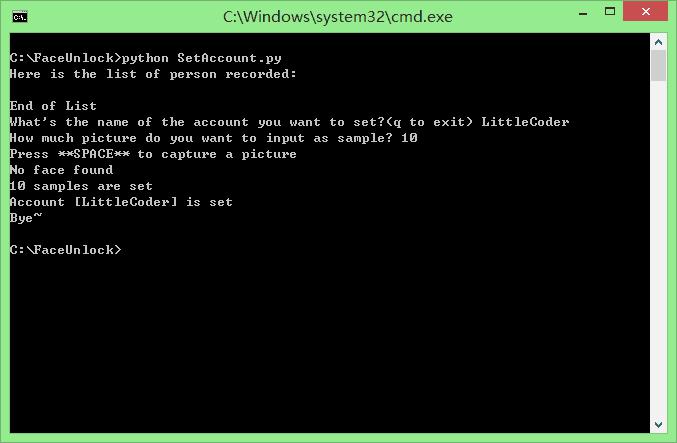 C:\Windows\system32\cmd.exe
C:\FaceUnlock>python SetAccount.py
Here is the list of person recorded:
End of List
What's the name of the account you want to set?(q to exit) LittleCoder
How much picture do you want to input as sample? 10
Press **SPACE** to capture a picture
No face found
10 samples are set
Account [LittleCoder] is set
Bye~
C:\FaceUnlock>